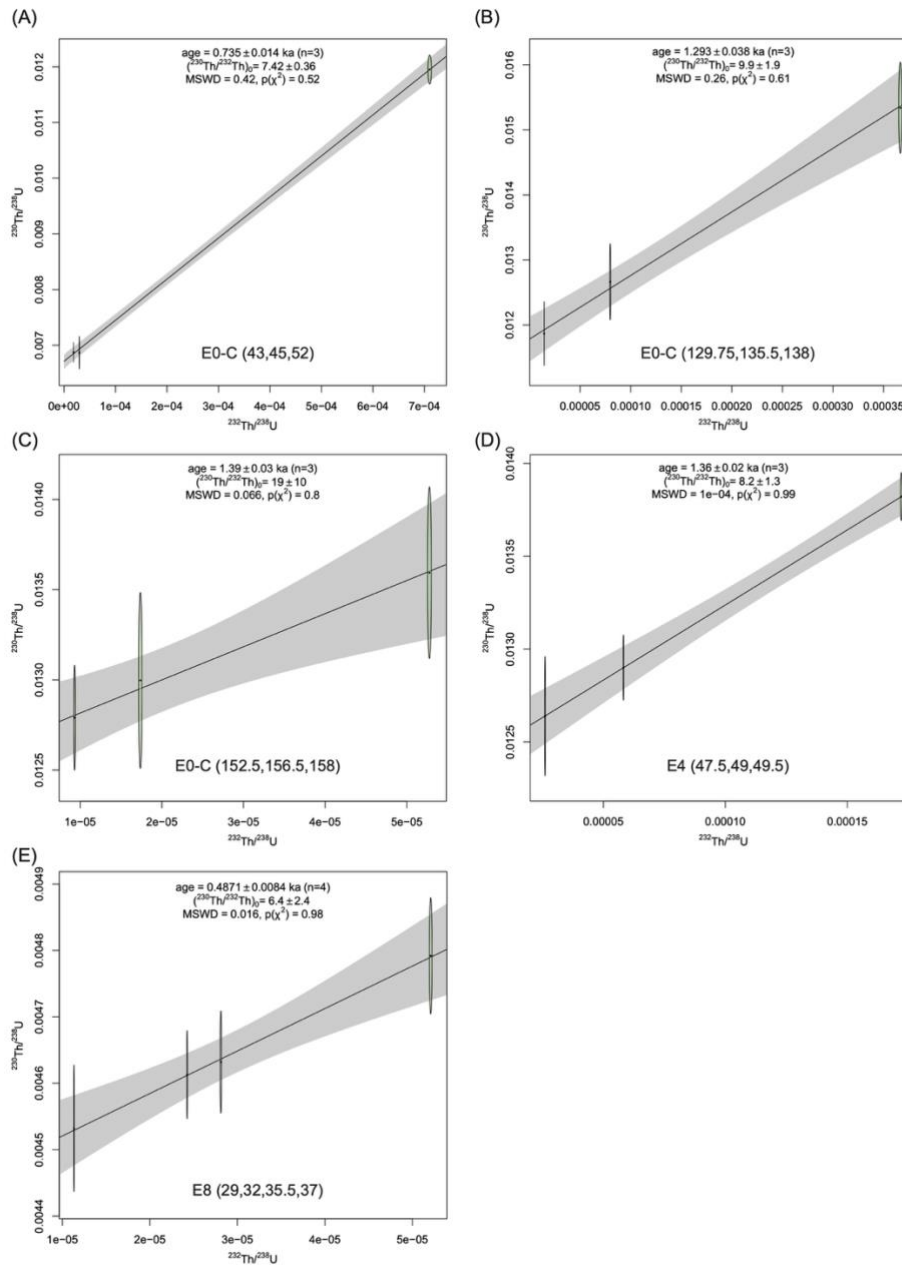 (A)
age = 0.735 ± 0.014 ka (n=3)
(²³⁰Th/²³²Th)₀= 7.42 ± 0.36
MSWD = 0.42, p(χ²) = 0.52
0.012
0.011
0.010
0.009
0.008
0.007
²³⁰Th/²³⁸U
E0-C (43,45,52)
0e+00 1e-04 2e-04 3e-04 4e-04 5e-04 6e-04 7e-04
²³²Th/²³⁸U
(B)
age = 1.293 ± 0.038 ka (n=3)
(²³⁰Th/²³²Th)₀= 9.9 ± 1.9
MSWD = 0.26, p(χ²) = 0.61
0.016
0.015
0.014
0.013
0.012
²³⁰Th/²³⁸U
E0-C (129.75,135.5,138)
0.00005 0.00010 0.00015 0.00020 0.00025 0.00030 0.00035
²³²Th/²³⁸U
(C)
age = 1.39 ± 0.03 ka (n=3)
(²³⁰Th/²³²Th)₀= 19 ± 10
MSWD = 0.066, p(χ²) = 0.8
0.0140
0.0135
0.0130
0.0125
²³⁰Th/²³⁸U
E0-C (152.5,156.5,158)
1e-05 2e-05 3e-05 4e-05 5e-05
²³²Th/²³⁸U
(D)
age = 1.36 ± 0.02 ka (n=3)
(²³⁰Th/²³²Th)₀= 8.2 ± 1.3
MSWD = 1e-04, p(χ²) = 0.99
0.0140
0.0135
0.0130
0.0125
²³⁰Th/²³⁸U
E4 (47.5,49,49.5)
0.00005 0.00010 0.00015
²³²Th/²³⁸U
(E)
age = 0.4871 ± 0.0084 ka (n=4)
(²³⁰Th/²³²Th)₀= 6.4 ± 2.4
MSWD = 0.016, p(χ²) = 0.98
0.0049
0.0048
0.0047
0.0046
0.0045
0.0044
²³⁰Th/²³⁸U
E8 (29,32,35.5,37)
1e-05 2e-05 3e-05 4e-05 5e-05
²³²Th/²³⁸U